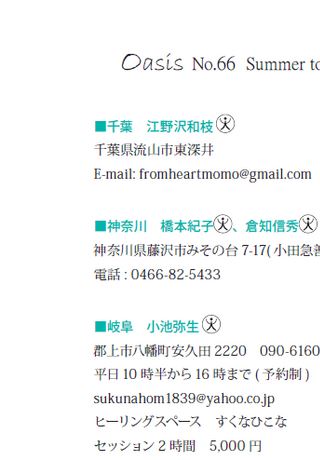 Oasis No.66 Summer to
■千葉　江野沢和枝
千葉県流山市東深井
E-mail: fromheartmomo@gmail.com
■神奈川　橋本紀子、倉知信秀
神奈川県藤沢市みその台 7-17( 小田急善
電話 : 0466-82-5433
■岐阜　小池弥生
郡上市八幡町安久田 2220　090-6160
平日 10 時半から 16 時まで ( 予約制 )
sukunahom1839@yahoo.co.jp
ヒーリングスペース　すくなひこな
セッション 2 時間　5,000 円